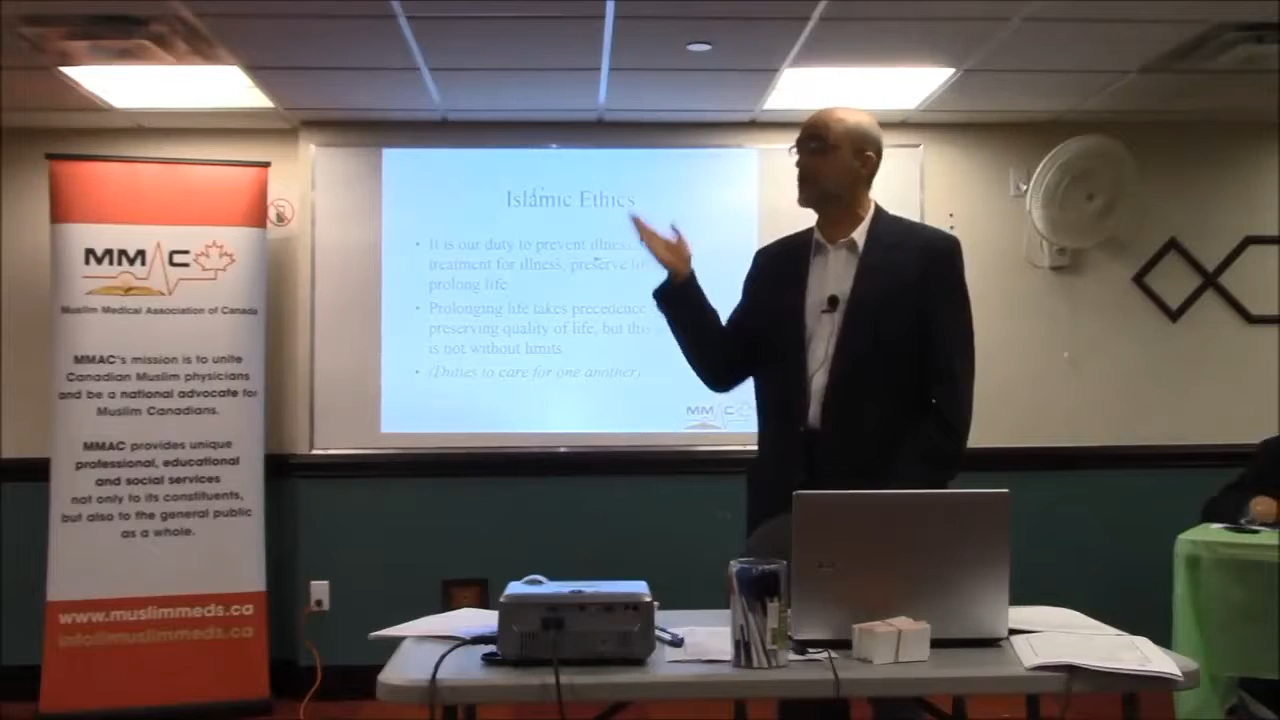 MMAC
Muslim Medical Association of Canada
MMAC's mission is to unite
Canadian Muslim physicians
and be a national advocate for
Muslim Canadians.
MMAC provides unique
professional, educational
and social services
not only to its constituents,
but also to the general public
as a whole.
www.muslimmeds.ca
info@muslimmeds.ca
Islamic Ethics
• It is our duty to prevent illness,
treatment for illness, preserve
prolong life
• Prolonging life takes precedence
preserving quality of life, but this
is not without limits
• (Duties to care for one another)
MMAC